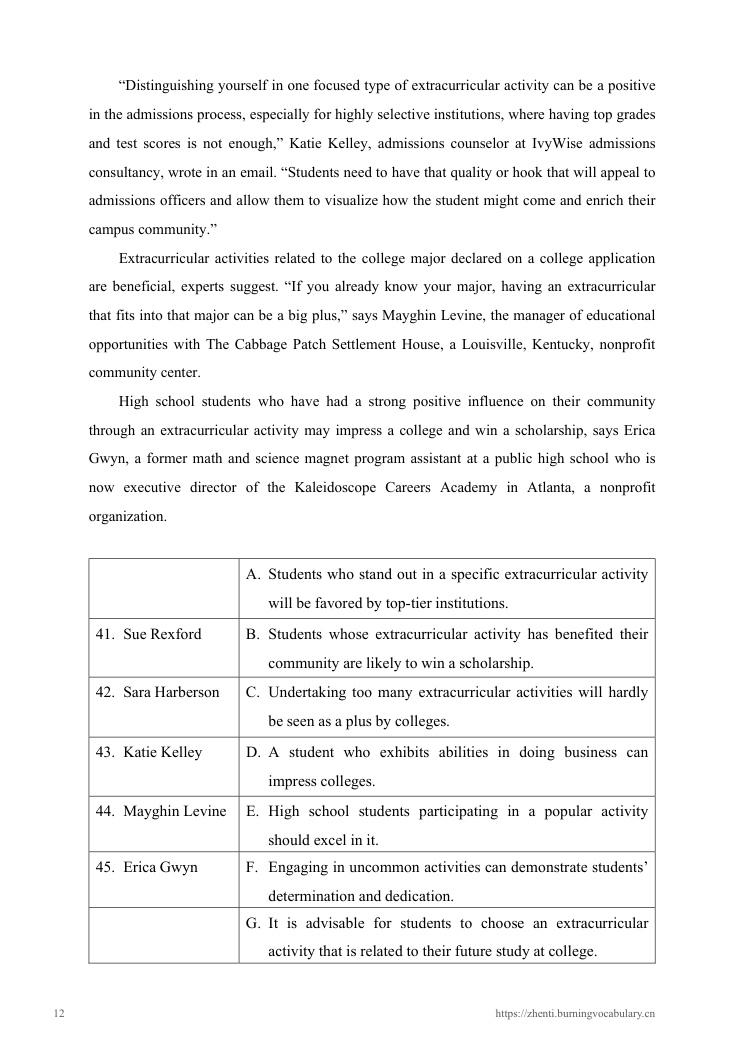 “Distinguishing yourself in one focused type of extracurricular activity can be a positive
in the admissions process, especially for highly selective institutions, where having top grades
and test scores is not enough,” Katie Kelley, admissions counselor at IvyWise admissions
consultancy, wrote in an email. “Students need to have that quality or hook that will appeal to
admissions officers and allow them to visualize how the student might come and enrich their
campus community.”
Extracurricular activities related to the college major declared on a college application
are beneficial, experts suggest. “If you already know your major, having an extracurricular
that fits into that major can be a big plus,” says Mayghin Levine, the manager of educational
opportunities with The Cabbage Patch Settlement House, a Louisville, Kentucky, nonprofit
community center.
High school students who have had a strong positive influence on their community
through an extracurricular activity may impress a college and win a scholarship, says Erica
Gwyn, a former math and science magnet program assistant at a public high school who is
now executive director of the Kaleidoscope Careers Academy in Atlanta, a nonprofit
organization.
A. Students who stand out in a specific extracurricular activity
will be favored by top-tier institutions.
41. Sue Rexford B. Students whose extracurricular activity has benefited their
community are likely to win a scholarship.
42. Sara Harberson C. Undertaking too many extracurricular activities will hardly
be seen as a plus by colleges.
43. Katie Kelley D. A student who exhibits abilities in doing business can
impress colleges.
44. Mayghin Levine E. High school students participating in a popular activity
should excel in it.
45. Erica Gwyn F. Engaging in uncommon activities can demonstrate students’
determination and dedication.
G. It is advisable for students to choose an extracurricular
activity that is related to their future study at college.
12 https://zhenti.burningvocabulary.cn